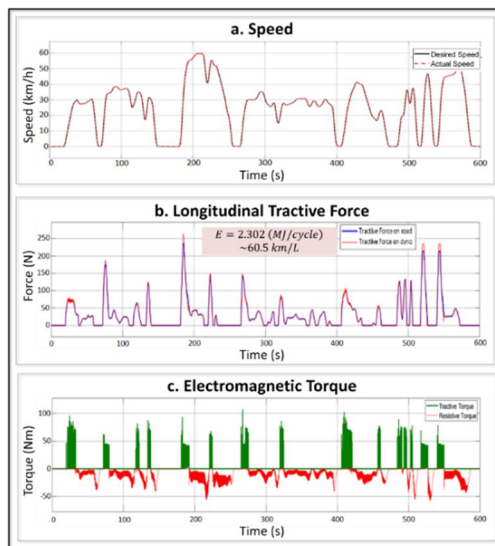 a. Speed
60
50
40
30
20
10
0
Speed (km/h)
Desired Speed
Actual Speed
0 100 200 300 400 500 600
Time (s)
b. Longitudinal Tractive Force
E = 2.302 (MJ/cycle)
~60.5 km/L
Tractive Force on road
Tractive Force on dyno
250
200
150
100
50
0
Force (N)
0 100 200 300 400 500 600
Time (s)
c. Electromagnetic Torque
Tractive Torque
Resistive Torque
100
50
0
-50
Torque (Nm)
0 100 200 300 400 500 600
Time (s)